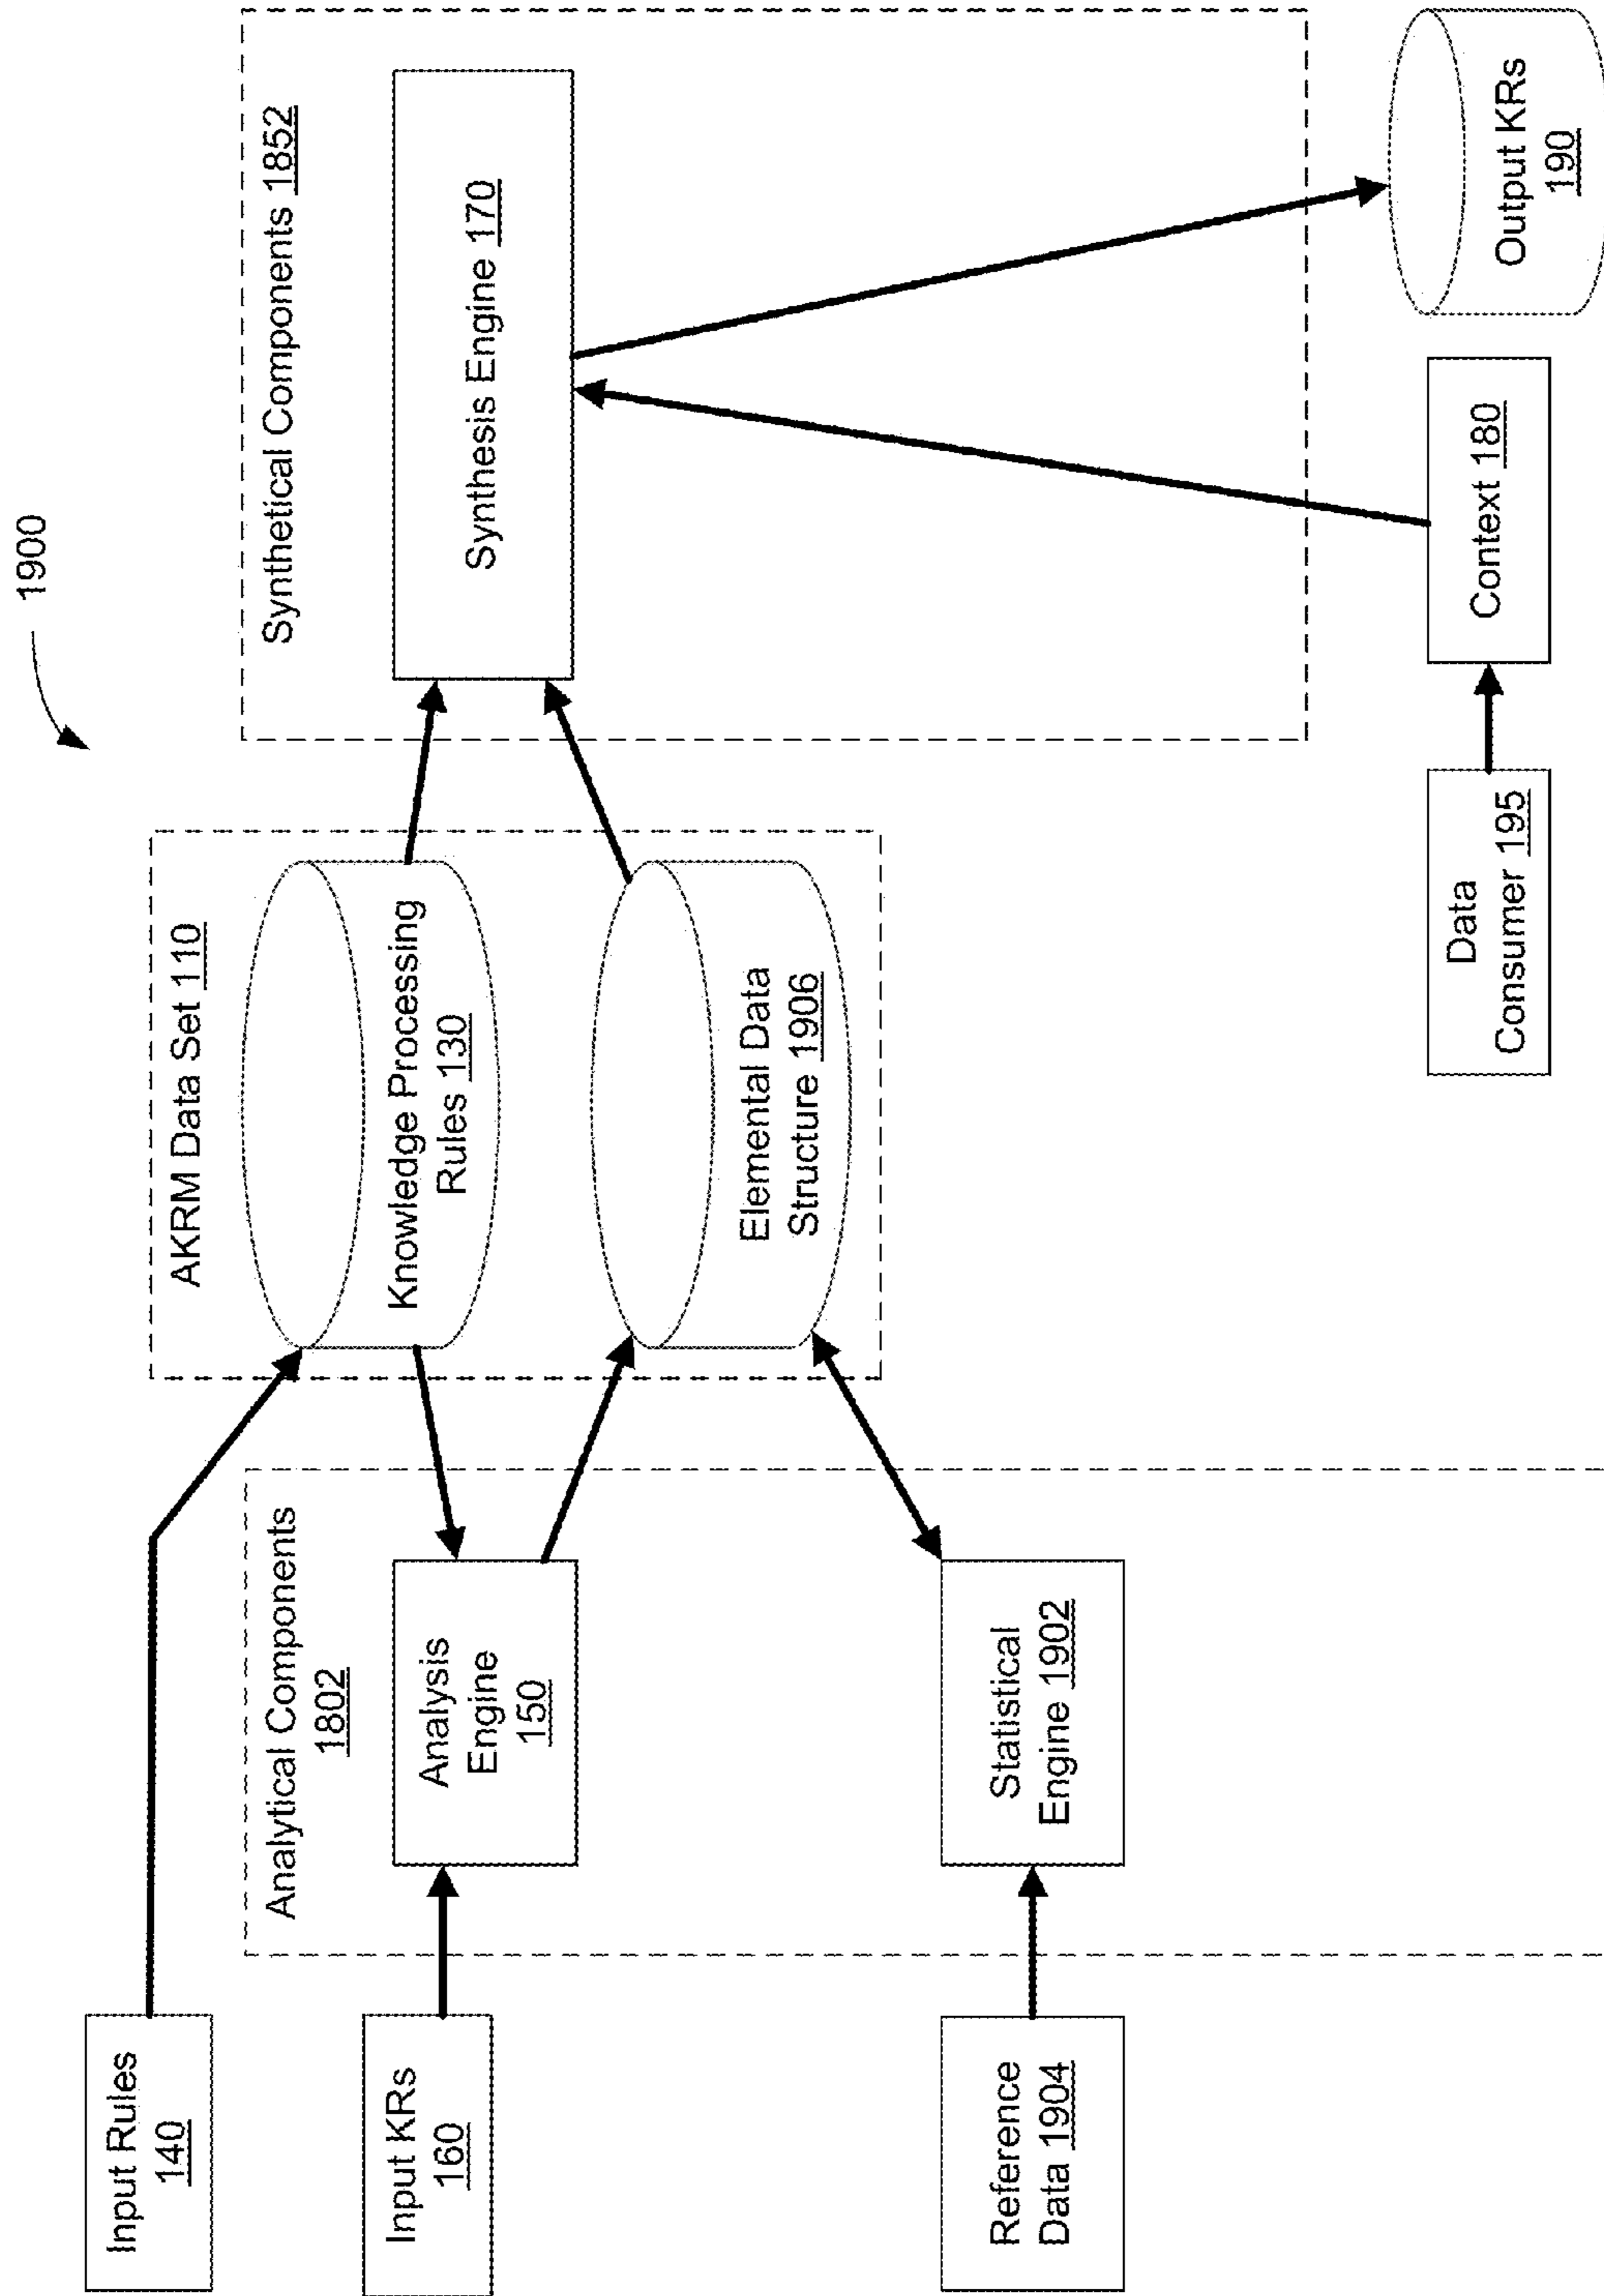 1900
Input Rules
140
Input KRs
160
Reference
Data 1904
Analytical Components
1802
Analysis
Engine
150
Statistical
Engine 1902
AKRM Data Set 110
Knowledge Processing
Rules 130
Elemental Data
Structure 1906
Synthetical Components 1852
Synthesis Engine 170
Data
Consumer 195
Context 180
Output KRs
190